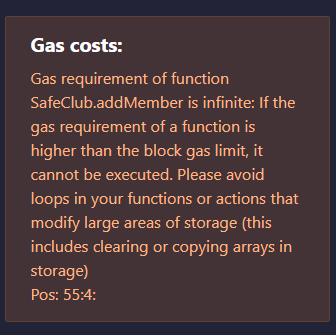 Gas costs:
Gas requirement of function
SafeClub.addMember is infinite: If the
gas requirement of a function is
higher than the block gas limit, it
cannot be executed. Please avoid
loops in your functions or actions that
modify large areas of storage (this
includes clearing or copying arrays in
storage)
Pos: 55:4: